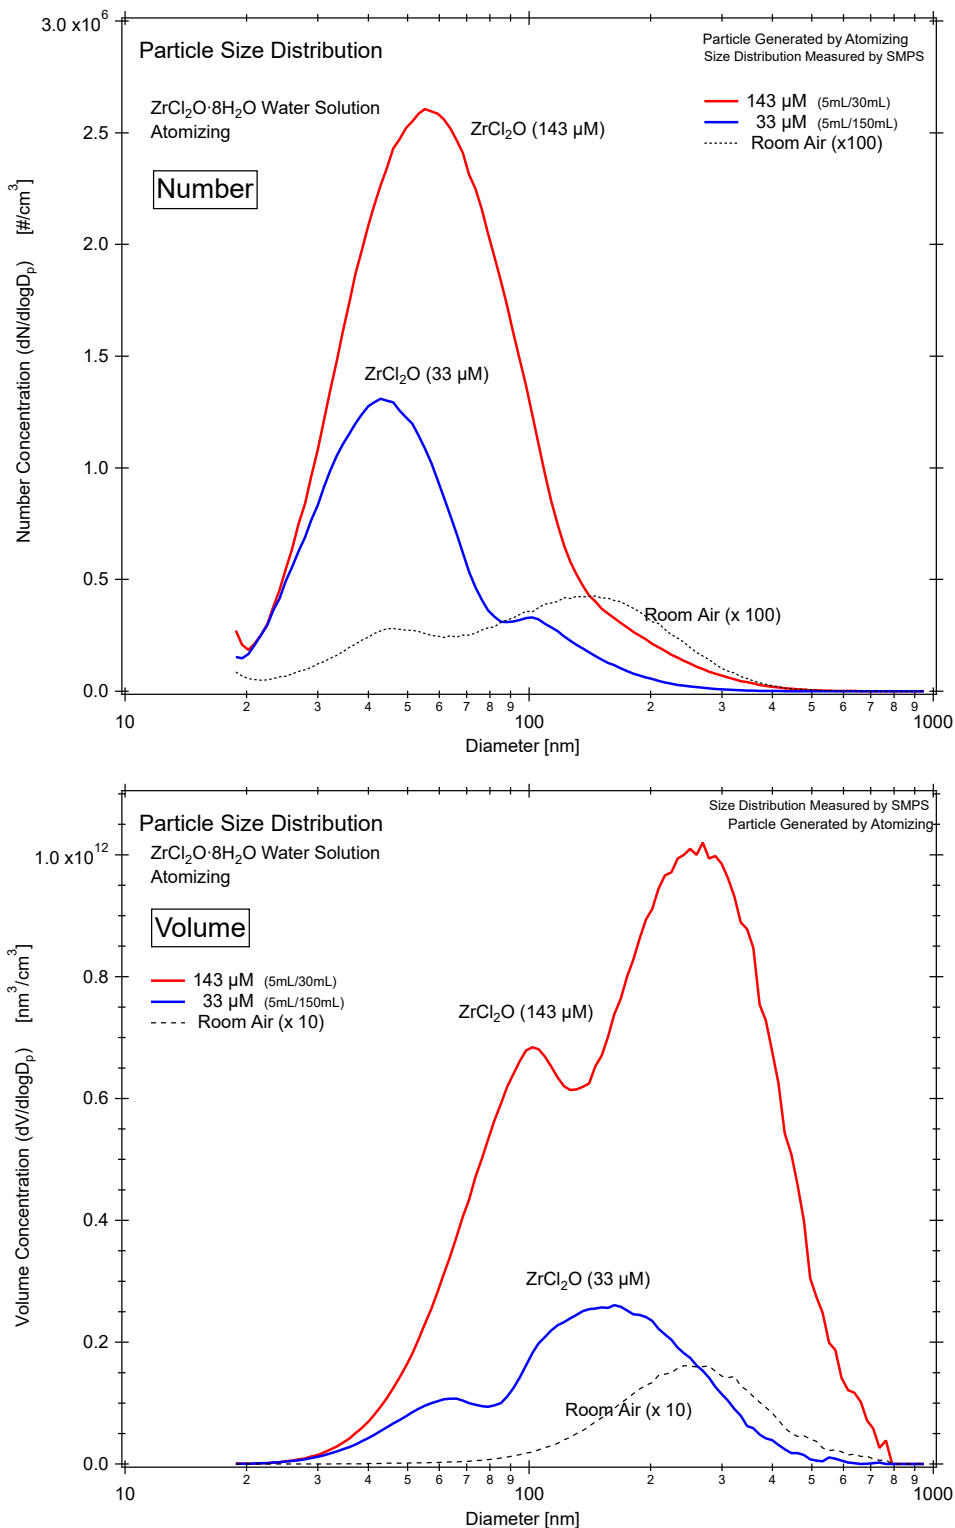 3.0 x10⁶
2.5
2.0
1.5
1.0
0.5
0.0
Number Concentration (dN/dlogDₚ) [#/cm³]
Particle Size Distribution
ZrCl₂O·8H₂O Water Solution
Atomizing
Number
Particle Generated by Atomizing
Size Distribution Measured by SMPS
143 µM (5mL/30mL)
33 µM (5mL/150mL)
Room Air (x100)
ZrCl₂O (143 µM)
ZrCl₂O (33 µM)
Room Air (x 100)
10 2 3 4 5 6 7 8 9 100 2 3 4 5 6 7 8 9 1000
Diameter [nm]
1.0 x10¹²
0.8
0.6
0.4
0.2
0.0
Volume Concentration (dV/dlogDₚ) [nm³/cm³]
Particle Size Distribution
ZrCl₂O·8H₂O Water Solution
Atomizing
Volume
Size Distribution Measured by SMPS
Particle Generated by Atomizing
143 µM (5mL/30mL)
33 µM (5mL/150mL)
Room Air (x 10)
ZrCl₂O (143 µM)
ZrCl₂O (33 µM)
Room Air (x 10)
10 2 3 4 5 6 7 8 9 100 2 3 4 5 6 7 8 9 1000
Diameter [nm]